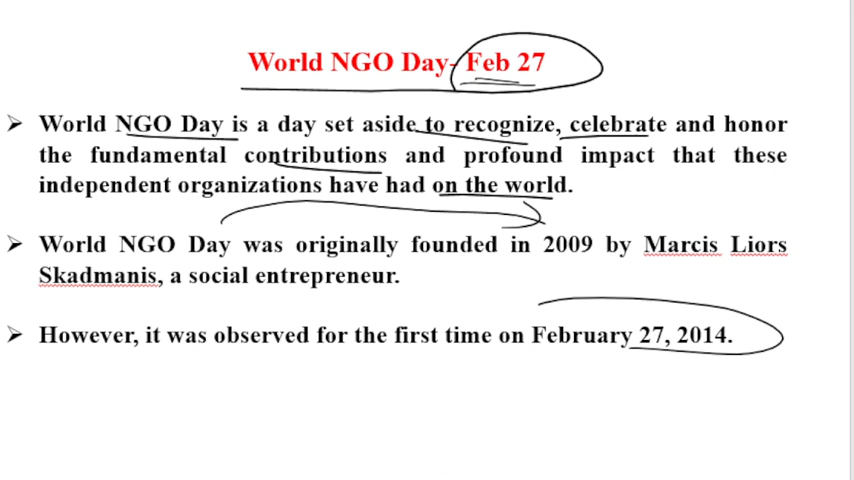 World NGO Day- Feb 27
➢ World NGO Day is a day set aside to recognize, celebrate and honor
the fundamental contributions and profound impact that these
independent organizations have had on the world.
➢ World NGO Day was originally founded in 2009 by Marcis Liors
Skadmanis, a social entrepreneur.
➢ However, it was observed for the first time on February 27, 2014.